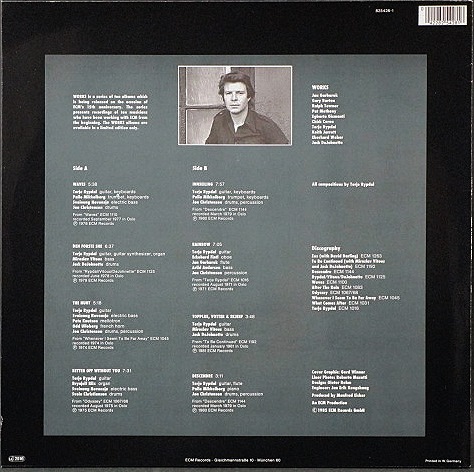 825428-1
WORKS is a series of ten albums which
is being released on the occasion of
ECM's 15th anniversary. The series
presents recordings of ten musicians
who have been working with ECM from
the beginning. The WORKS albums are
available in a limited edition only.
WORKS
Jan Garbarek
Gary Burton
Ralph Towner
Pat Metheny
Egberto Gismonti
Chick Corea
Terje Rypdal
Keith Jarrett
Eberhard Weber
Jack DeJohnette
Side A
WAVES 5:38
Terje Rypdal guitar, keyboards
Palle Mikkelborg trumpet, keyboards
Sveinung Hovensjø electric bass
Jon Christensen drums
From "Waves" ECM 1110
recorded September 1977 in Oslo
Ⓟ 1978 ECM Records
DEN FORSTE SNE 6:37
Terje Rypdal guitar, guitar synthesizer, organ
Miroslav Vitous bass
Jack DeJohnette drums
From "Rypdal/Vitous/DeJohnette" ECM 1125
recorded June 1978 in Oslo
Ⓟ 1979 ECM Records
THE HUNT 5:18
Terje Rypdal guitar
Sveinung Hovensjø electric bass
Pete Knutsen mellotron
Odd Ulleberg french horn
Jon Christensen drums, percussion
From "Whenever I Seem To Be Far Away" ECM 1045
recorded 1974 in Oslo
Ⓟ 1974 ECM Records
BETTER OFF WITHOUT YOU 7:31
Terje Rypdal guitar
Brynjulf Blix organ
Sveinung Hovensjø electric bass
Svein Christiansen drums
From "Odyssey" ECM 1067/68
recorded August 1975 in Oslo
Ⓟ 1975 ECM Records
Side B
INNSEILING 7:57
Terje Rypdal guitar, keyboards
Palle Mikkelborg trumpet, keyboards
Jon Christensen drums, percussion
From "Descendre" ECM 1144
recorded March 1979 in Oslo
Ⓟ 1980 ECM Records
RAINBOW 7:05
Terje Rypdal guitar
Eckehard Fintl oboe
Jan Garbarek flute
Arild Andersen bass
Jon Christensen percussion
From "Terje Rypdal" ECM 1016
recorded August 1971 in Oslo
Ⓟ 1971 ECM Records
TOPPLUE, VOTTER & SKJERF 3:48
Terje Rypdal guitar
Miroslav Vitous bass
Jack DeJohnette drums
From "To Be Continued" ECM 1192
recorded January 1981 in Oslo
Ⓟ 1981 ECM Records
DESCENDRE 3:11
Terje Rypdal guitar, flute
Palle Mikkelborg piano
Jon Christensen drums, percussion
From "Descendre" ECM 1144
recorded March 1979 in Oslo
Ⓟ 1980 ECM Records
All compositions by Terje Rypdal
Discography
Eos (with David Darling) ECM 1263
To Be Continued (with Miroslav Vitous
and Jack DeJohnette) ECM 1192
Descendre ECM 1144
Rypdal/Vitous/DeJohnette ECM 1125
Waves ECM 1110
After The Rain ECM 1083
Odyssey ECM 1067/68
Whenever I Seem To Be Far Away ECM 1045
What Comes After ECM 1031
Terje Rypdal ECM 1016
Cover Graphic: Gerd Winner
Liner Photo: Roberto Masotti
Design: Dieter Rehm
Engineer: Jan Erik Kongshaug
Produced by Manfred Eicher
An ECM Production
© 1985 ECM Records GmbH
ECM Records · Gleichmannstraße 10 · München 60
Printed in W. Germany